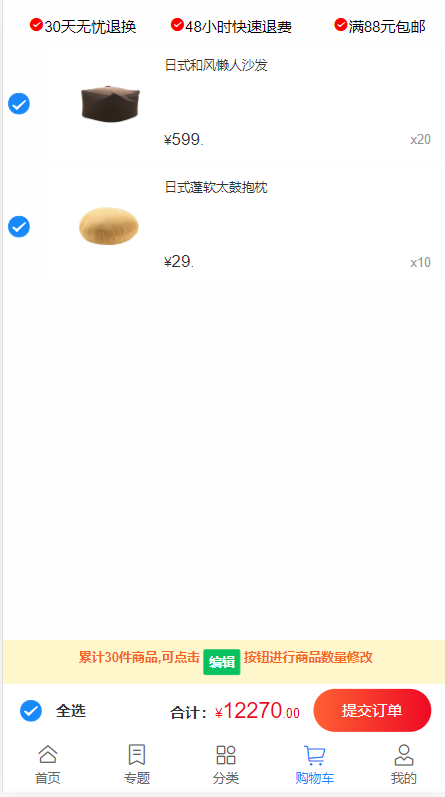 30天无忧退换 48小时快速退费 满88元包邮
日式和风懒人沙发
¥599. x20
日式蓬软太鼓抱枕
¥29. x10
累计30件商品,可点击 编辑 按钮进行商品数量修改
全选 合计：¥12270.00 提交订单
首页 专题 分类 购物车 我的